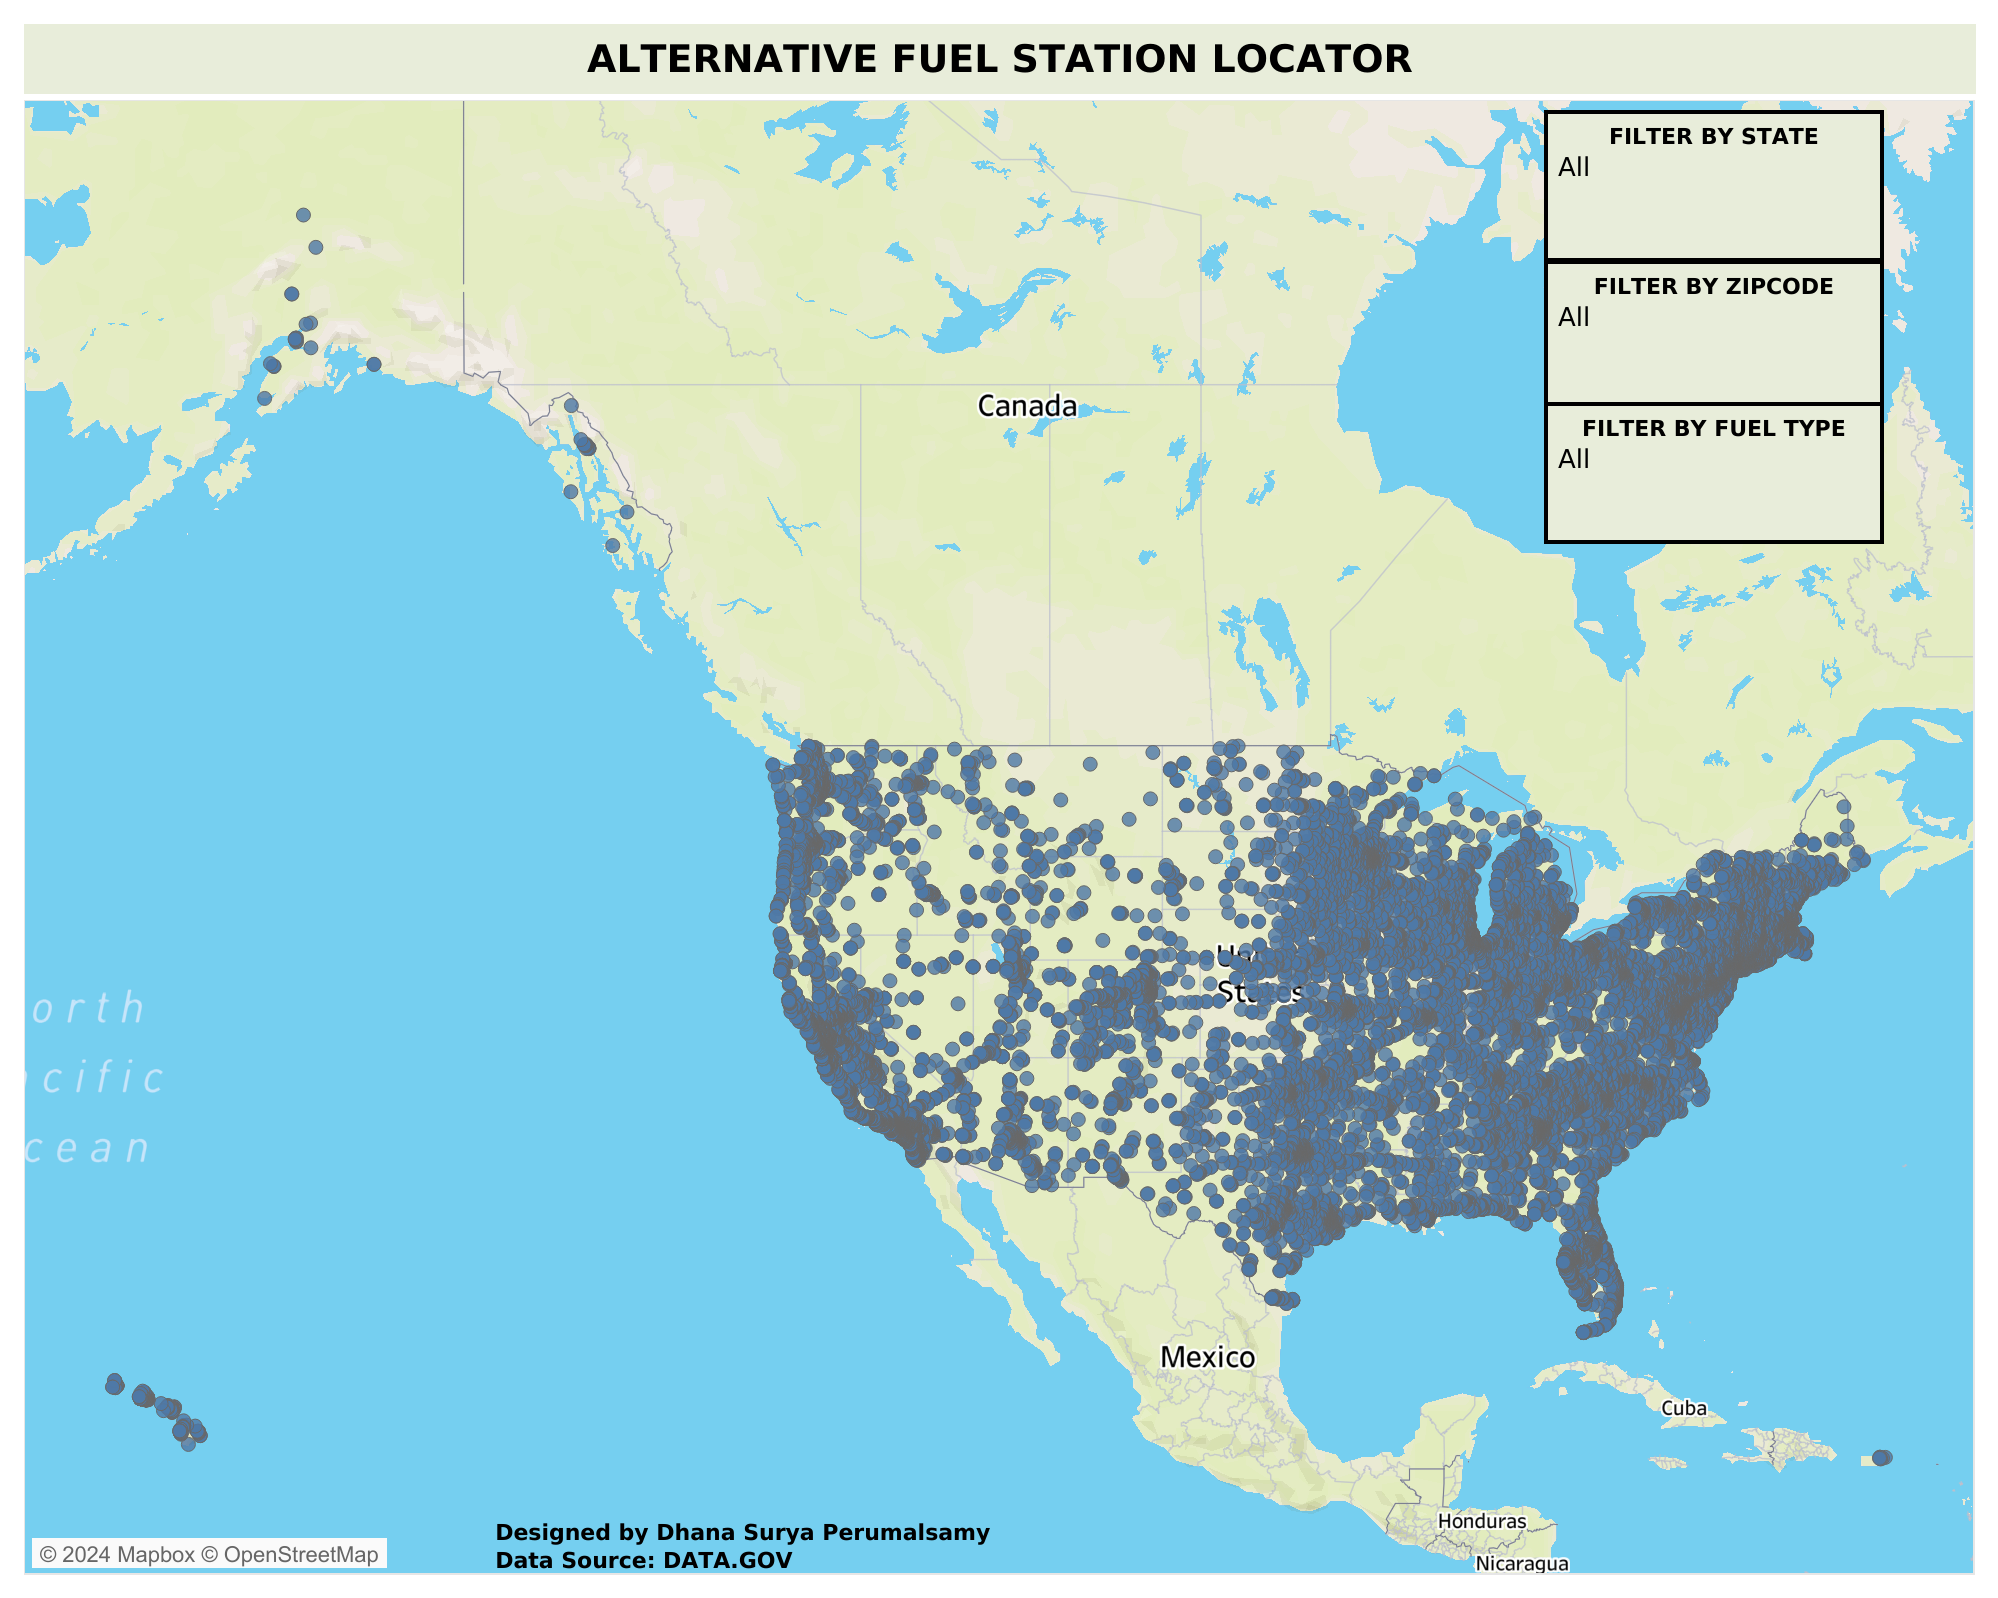 ALTERNATIVE FUEL STATION LOCATOR
FILTER BY STATE
All
FILTER BY ZIPCODE
All
FILTER BY FUEL TYPE
All
Canada
States
orth
cific
cean
Mexico
Cuba
Honduras
Nicaragua
Designed by Dhana Surya Perumalsamy
Data Source: DATA.GOV
© 2024 Mapbox © OpenStreetMap